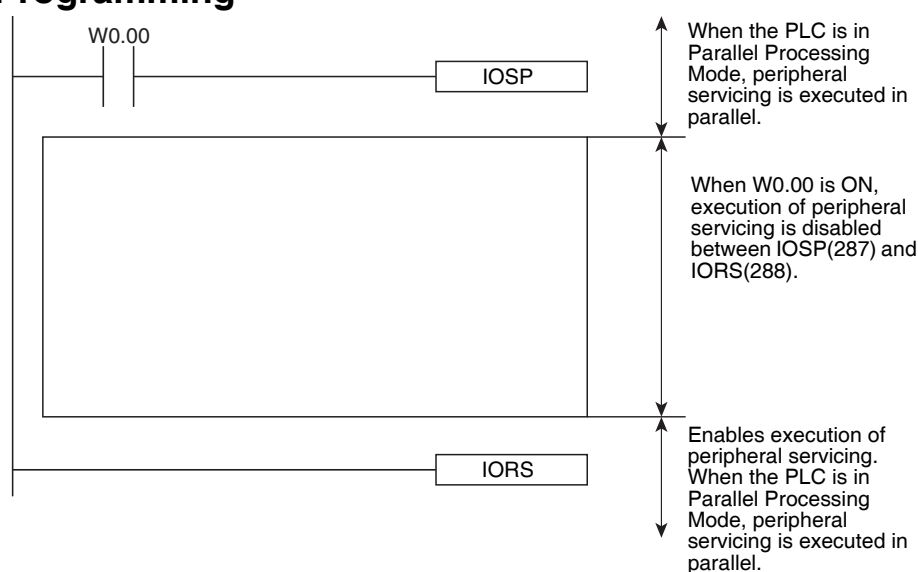 Programming
W0.00
IOSP
When the PLC is in
Parallel Processing
Mode, peripheral
servicing is executed in
parallel.
When W0.00 is ON,
execution of peripheral
servicing is disabled
between IOSP(287) and
IORS(288).
IORS
Enables execution of
peripheral servicing.
When the PLC is in
Parallel Processing
Mode, peripheral
servicing is executed in
parallel.